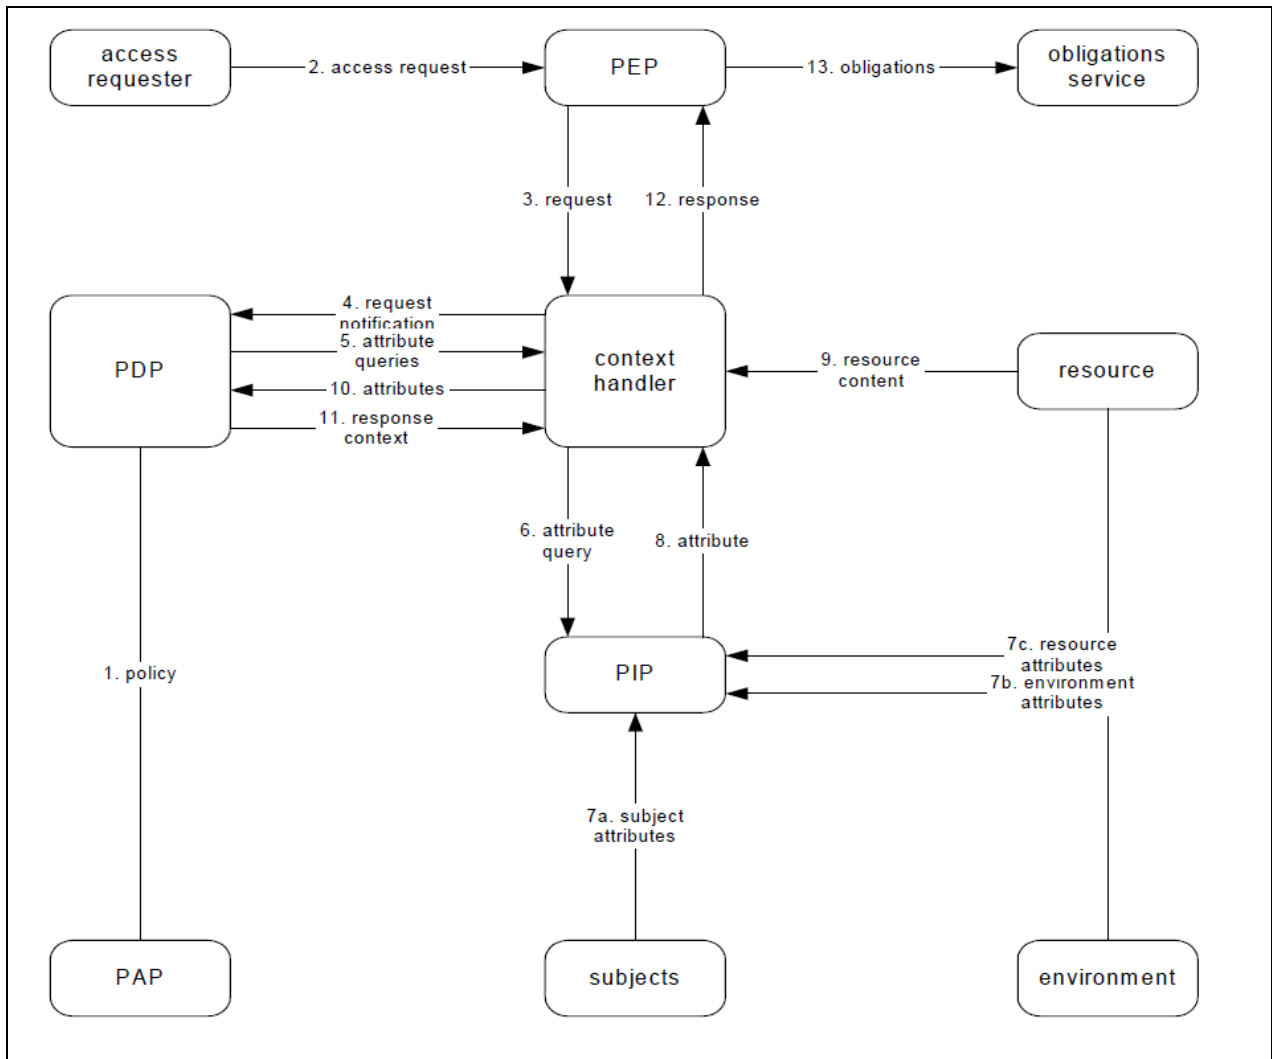 access
requester
2. access request
PEP
13. obligations
obligations
service
3. request
12. response
4. request
notification
5. attribute
queries
10. attributes
11. response
context
PDP
context
handler
9. resource
content
resource
6. attribute
query
8. attribute
1. policy
PIP
7c. resource
attributes
7b. environment
attributes
7a. subject
attributes
PAP
subjects
environment